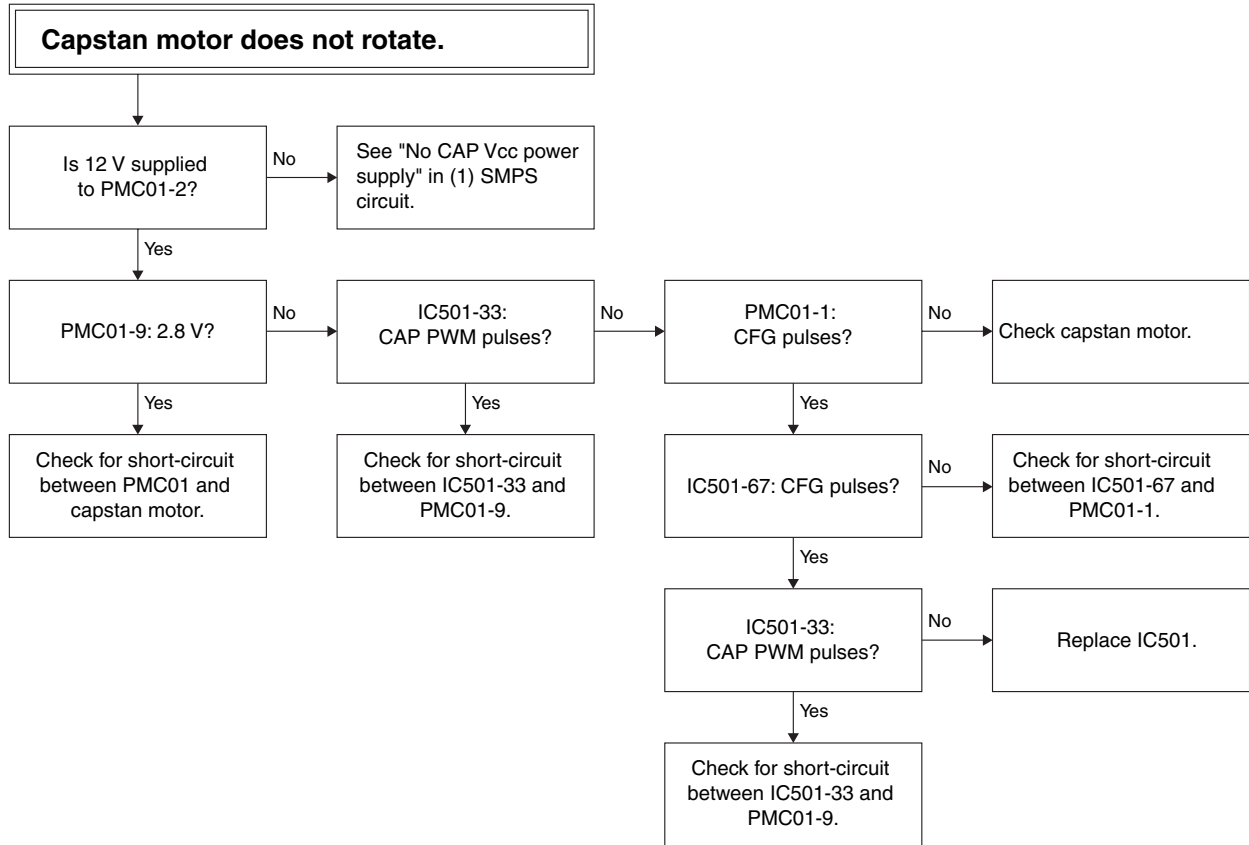 Capstan motor does not rotate.
Is 12 V supplied
to PMC01-2?
No
See "No CAP Vcc power
supply" in (1) SMPS
circuit.
Yes
PMC01-9: 2.8 V?
No
IC501-33:
CAP PWM pulses?
No
PMC01-1:
CFG pulses?
No
Check capstan motor.
Yes
Yes
Yes
Check for short-circuit
between PMC01 and
capstan motor.
Check for short-circuit
between IC501-33 and
PMC01-9.
IC501-67: CFG pulses?
No
Check for short-circuit
between IC501-67 and
PMC01-1.
Yes
IC501-33:
CAP PWM pulses?
No
Replace IC501.
Yes
Check for short-circuit
between IC501-33 and
PMC01-9.